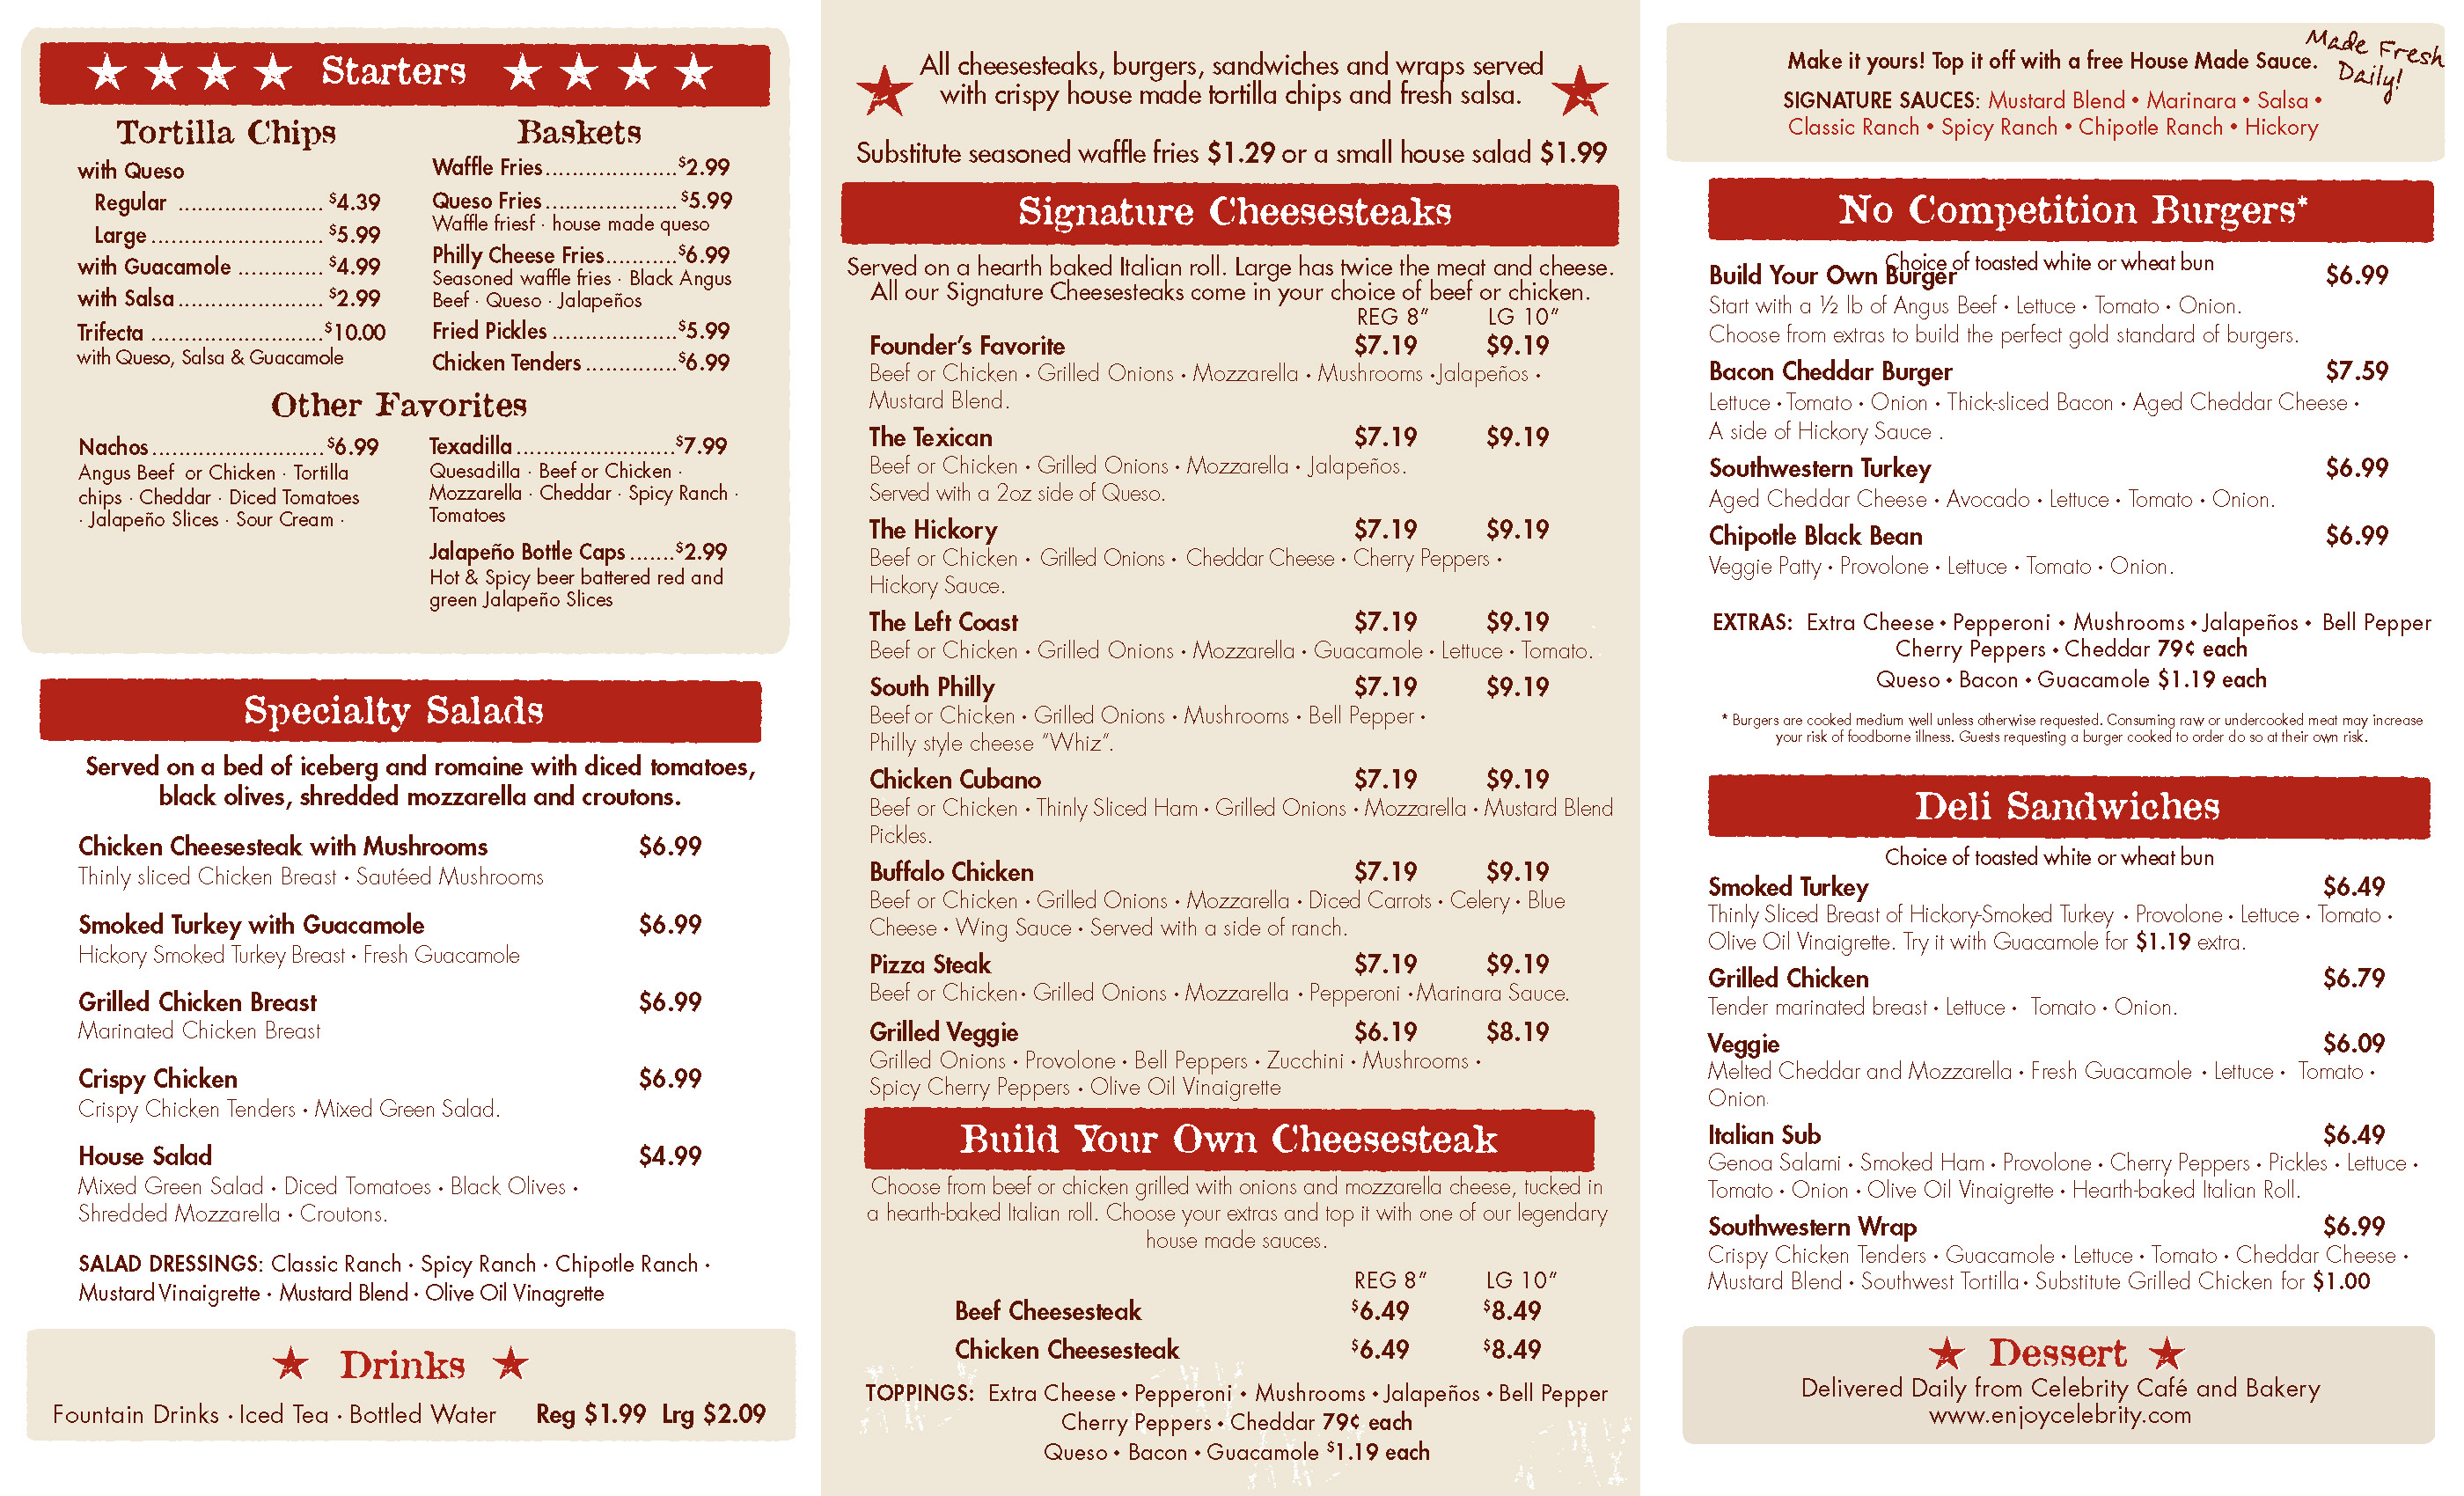 Starters
Tortilla Chips
with Queso
Regular ...................... $4.39
Large .......................... $5.99
with Guacamole ............. $4.99
with Salsa ...................... $2.99
Trifecta ..........................$10.00
with Queso, Salsa & Guacamole
Baskets
Waffle Fries....................$2.99
Queso Fries....................$5.99
Waffle friesf · house made queso
Philly Cheese Fries...........$6.99
Seasoned waffle fries · Black Angus
Beef · Queso · Jalapeños
Fried Pickles ...................$5.99
Chicken Tenders ..............$6.99
Other Favorites
Nachos..........................$6.99
Angus Beef or Chicken · Tortilla
chips · Cheddar · Diced Tomatoes
· Jalapeño Slices · Sour Cream ·
Texadilla ........................$7.99
Quesadilla · Beef or Chicken ·
Mozzarella · Cheddar · Spicy Ranch ·
Tomatoes
Jalapeño Bottle Caps .......$2.99
Hot & Spicy beer battered red and
green Jalapeño Slices
Specialty Salads
Served on a bed of iceberg and romaine with diced tomatoes,
black olives, shredded mozzarella and croutons.
Chicken Cheesesteak with Mushrooms $6.99
Thinly sliced Chicken Breast • Sautéed Mushrooms
Smoked Turkey with Guacamole $6.99
Hickory Smoked Turkey Breast • Fresh Guacamole
Grilled Chicken Breast $6.99
Marinated Chicken Breast
Crispy Chicken $6.99
Crispy Chicken Tenders • Mixed Green Salad.
House Salad $4.99
Mixed Green Salad • Diced Tomatoes • Black Olives •
Shredded Mozzarella • Croutons.
SALAD DRESSINGS: Classic Ranch • Spicy Ranch • Chipotle Ranch •
Mustard Vinaigrette • Mustard Blend • Olive Oil Vinagrette
Drinks
Fountain Drinks · Iced Tea · Bottled Water Reg $1.99 Lrg $2.09
All cheesesteaks, burgers, sandwiches and wraps served
with crispy house made tortilla chips and fresh salsa.
Substitute seasoned waffle fries $1.29 or a small house salad $1.99
Signature Cheesesteaks
Served on a hearth baked Italian roll. Large has twice the meat and cheese.
All our Signature Cheesesteaks come in your choice of beef or chicken.
REG 8” LG 10”
Founder’s Favorite $7.19 $9.19
Beef or Chicken • Grilled Onions • Mozzarella • Mushrooms •Jalapeños •
Mustard Blend.
The Texican $7.19 $9.19
Beef or Chicken • Grilled Onions • Mozzarella • Jalapeños.
Served with a 2oz side of Queso.
The Hickory $7.19 $9.19
Beef or Chicken • Grilled Onions • Cheddar Cheese • Cherry Peppers •
Hickory Sauce.
The Left Coast $7.19 $9.19
Beef or Chicken • Grilled Onions • Mozzarella • Guacamole • Lettuce • Tomato.
South Philly $7.19 $9.19
Beef or Chicken • Grilled Onions • Mushrooms • Bell Pepper •
Philly style cheese “Whiz”.
Chicken Cubano $7.19 $9.19
Beef or Chicken • Thinly Sliced Ham • Grilled Onions • Mozzarella • Mustard Blend
Pickles.
Buffalo Chicken $7.19 $9.19
Beef or Chicken • Grilled Onions • Mozzarella • Diced Carrots • Celery • Blue
Cheese • Wing Sauce • Served with a side of ranch.
Pizza Steak $7.19 $9.19
Beef or Chicken• Grilled Onions • Mozzarella • Pepperoni •Marinara Sauce.
Grilled Veggie $6.19 $8.19
Grilled Onions • Provolone • Bell Peppers • Zucchini • Mushrooms •
Spicy Cherry Peppers • Olive Oil Vinaigrette
Build Your Own Cheesesteak
Choose from beef or chicken grilled with onions and mozzarella cheese, tucked in
a hearth-baked Italian roll. Choose your extras and top it with one of our legendary
house made sauces.
REG 8” LG 10”
Beef Cheesesteak $6.49 $8.49
Chicken Cheesesteak $6.49 $8.49
TOPPINGS: Extra Cheese • Pepperoni • Mushrooms • Jalapeños • Bell Pepper
Cherry Peppers • Cheddar 79¢ each
Queso • Bacon • Guacamole $1.19 each
Make it yours! Top it off with a free House Made Sauce.
Made Fresh
Daily!
SIGNATURE SAUCES: Mustard Blend • Marinara • Salsa •
Classic Ranch • Spicy Ranch • Chipotle Ranch • Hickory
No Competition Burgers*
Choice of toasted white or wheat bun
Build Your Own Burger $6.99
Start with a ½ lb of Angus Beef • Lettuce • Tomato • Onion.
Choose from extras to build the perfect gold standard of burgers.
Bacon Cheddar Burger $7.59
Lettuce • Tomato • Onion • Thick-sliced Bacon • Aged Cheddar Cheese •
A side of Hickory Sauce .
Southwestern Turkey $6.99
Aged Cheddar Cheese • Avocado • Lettuce • Tomato • Onion.
Chipotle Black Bean $6.99
Veggie Patty • Provolone • Lettuce • Tomato • Onion.
EXTRAS: Extra Cheese • Pepperoni • Mushrooms • Jalapeños • Bell Pepper
Cherry Peppers • Cheddar 79¢ each
Queso • Bacon • Guacamole $1.19 each
* Burgers are cooked medium well unless otherwise requested. Consuming raw or undercooked meat may increase
your risk of foodborne illness. Guests requesting a burger cooked to order do so at their own risk.
Deli Sandwiches
Choice of toasted white or wheat bun
Smoked Turkey $6.49
Thinly Sliced Breast of Hickory-Smoked Turkey • Provolone • Lettuce • Tomato •
Olive Oil Vinaigrette. Try it with Guacamole for $1.19 extra.
Grilled Chicken $6.79
Tender marinated breast • Lettuce • Tomato • Onion.
Veggie $6.09
Melted Cheddar and Mozzarella • Fresh Guacamole • Lettuce • Tomato •
Onion.
Italian Sub $6.49
Genoa Salami • Smoked Ham • Provolone • Cherry Peppers • Pickles • Lettuce •
Tomato • Onion • Olive Oil Vinaigrette • Hearth-baked Italian Roll.
Southwestern Wrap $6.99
Crispy Chicken Tenders • Guacamole • Lettuce • Tomato • Cheddar Cheese •
Mustard Blend • Southwest Tortilla • Substitute Grilled Chicken for $1.00
Dessert
Delivered Daily from Celebrity Café and Bakery
www.enjoycelebrity.com